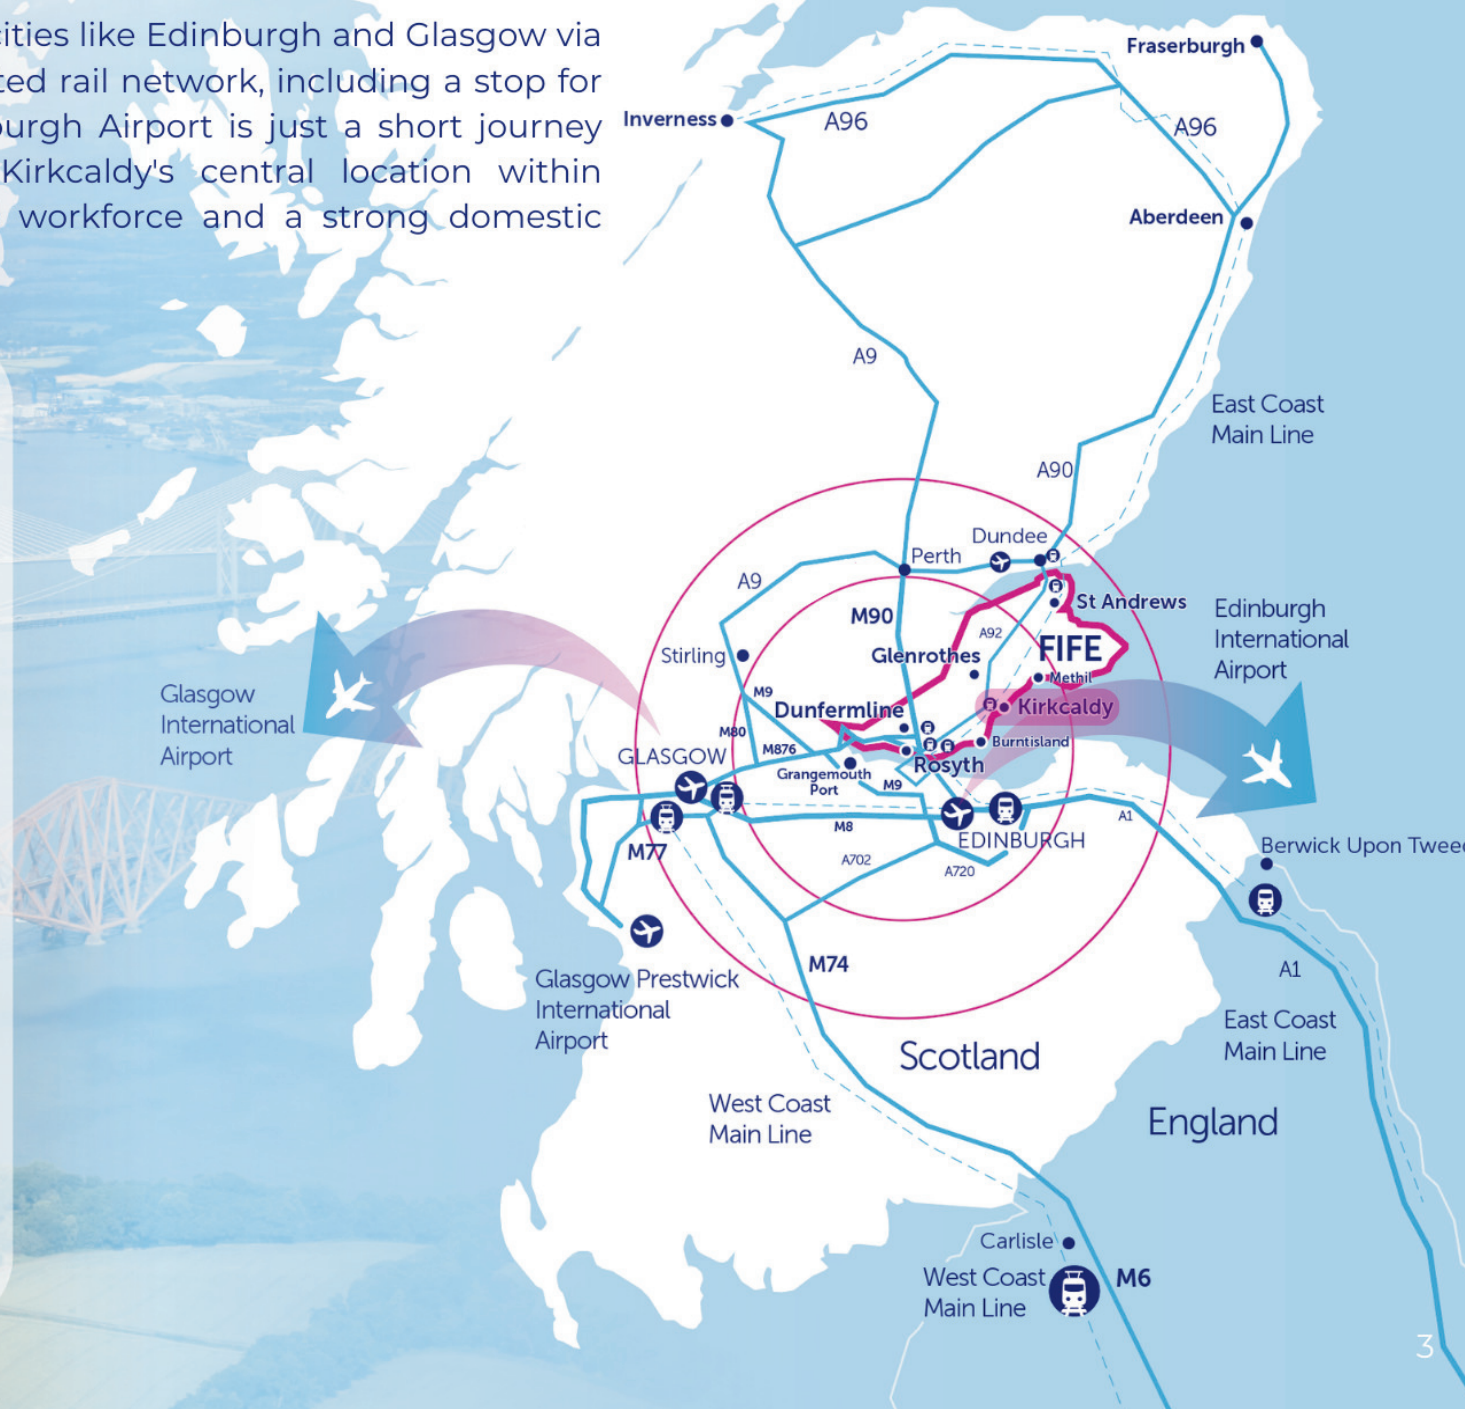 cities like Edinburgh and Glasgow via
ted rail network, including a stop for
burgh Airport is just a short journey
Kirkcaldy's central location within
workforce and a strong domestic
Fraserburgh
Inverness
A96
A96
Aberdeen
A9
East Coast
Main Line
A90
Dundee
Perth
A9
St Andrews
M90
A92
Edinburgh
International
Airport
FIFE
Stirling
Glenrothes
Methil
Glasgow
International
Airport
M9
Dunfermline
Kirkcaldy
M80
M876
Burntisland
GLASGOW
Rosyth
Grangemouth
Port
M9
A1
M8
EDINBURGH
Berwick Upon Twee
M77
A702
A720
M74
A1
Glasgow Prestwick
International
Airport
East Coast
Main Line
Scotland
West Coast
Main Line
England
Carlisle
West Coast
Main Line
M6
3